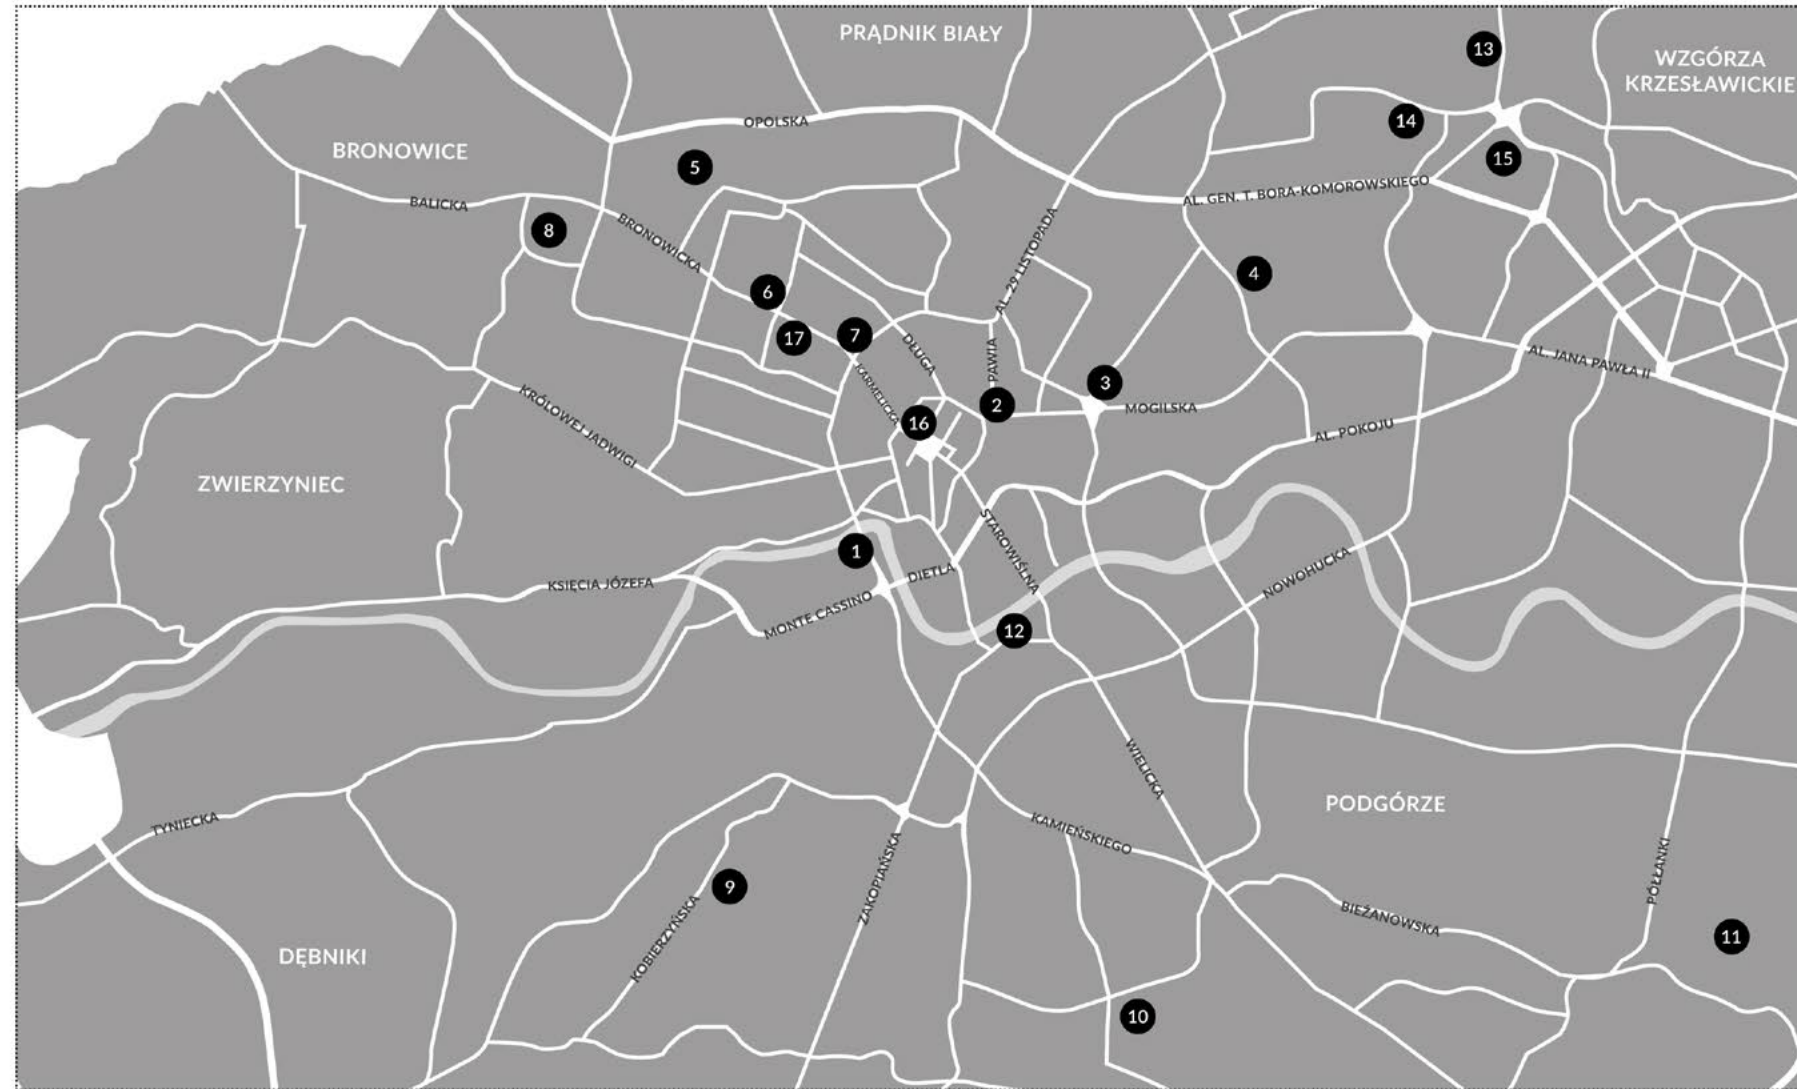 PRĄDNIK BIAŁY
13
WZGÓRZA
KRZESŁAWICKIE
OPOLSKA
14
BRONOWICE
5
15
AL. GEN. T. BORA-KOMOROWSKIEGO
BALICKA
8
BRONOWICKA
AL. 29 LISTOPADA
4
6
17
7
DŁUGA
PAWIA
AL. JANA PAWŁA II
KARMELICKA
3
2
MOGILSKA
16
KRÓLOWEJ JADWIGI
AL. POKOJU
ZWIERZYNIEC
STAROWIŚLNA
1
KSIĘCIA JÓZEFA
DIETLA
NOWOHUCKA
MONTE CASSINO
12
WIELICKA
PODGÓRZE
TYNIECKA
KAMIEŃSKIEGO
ZAKOPIAŃSKA
PÓŁŁANKI
9
BIEŻANOWSKA
KOBIERZYŃSKA
11
DĘBNIKI
10